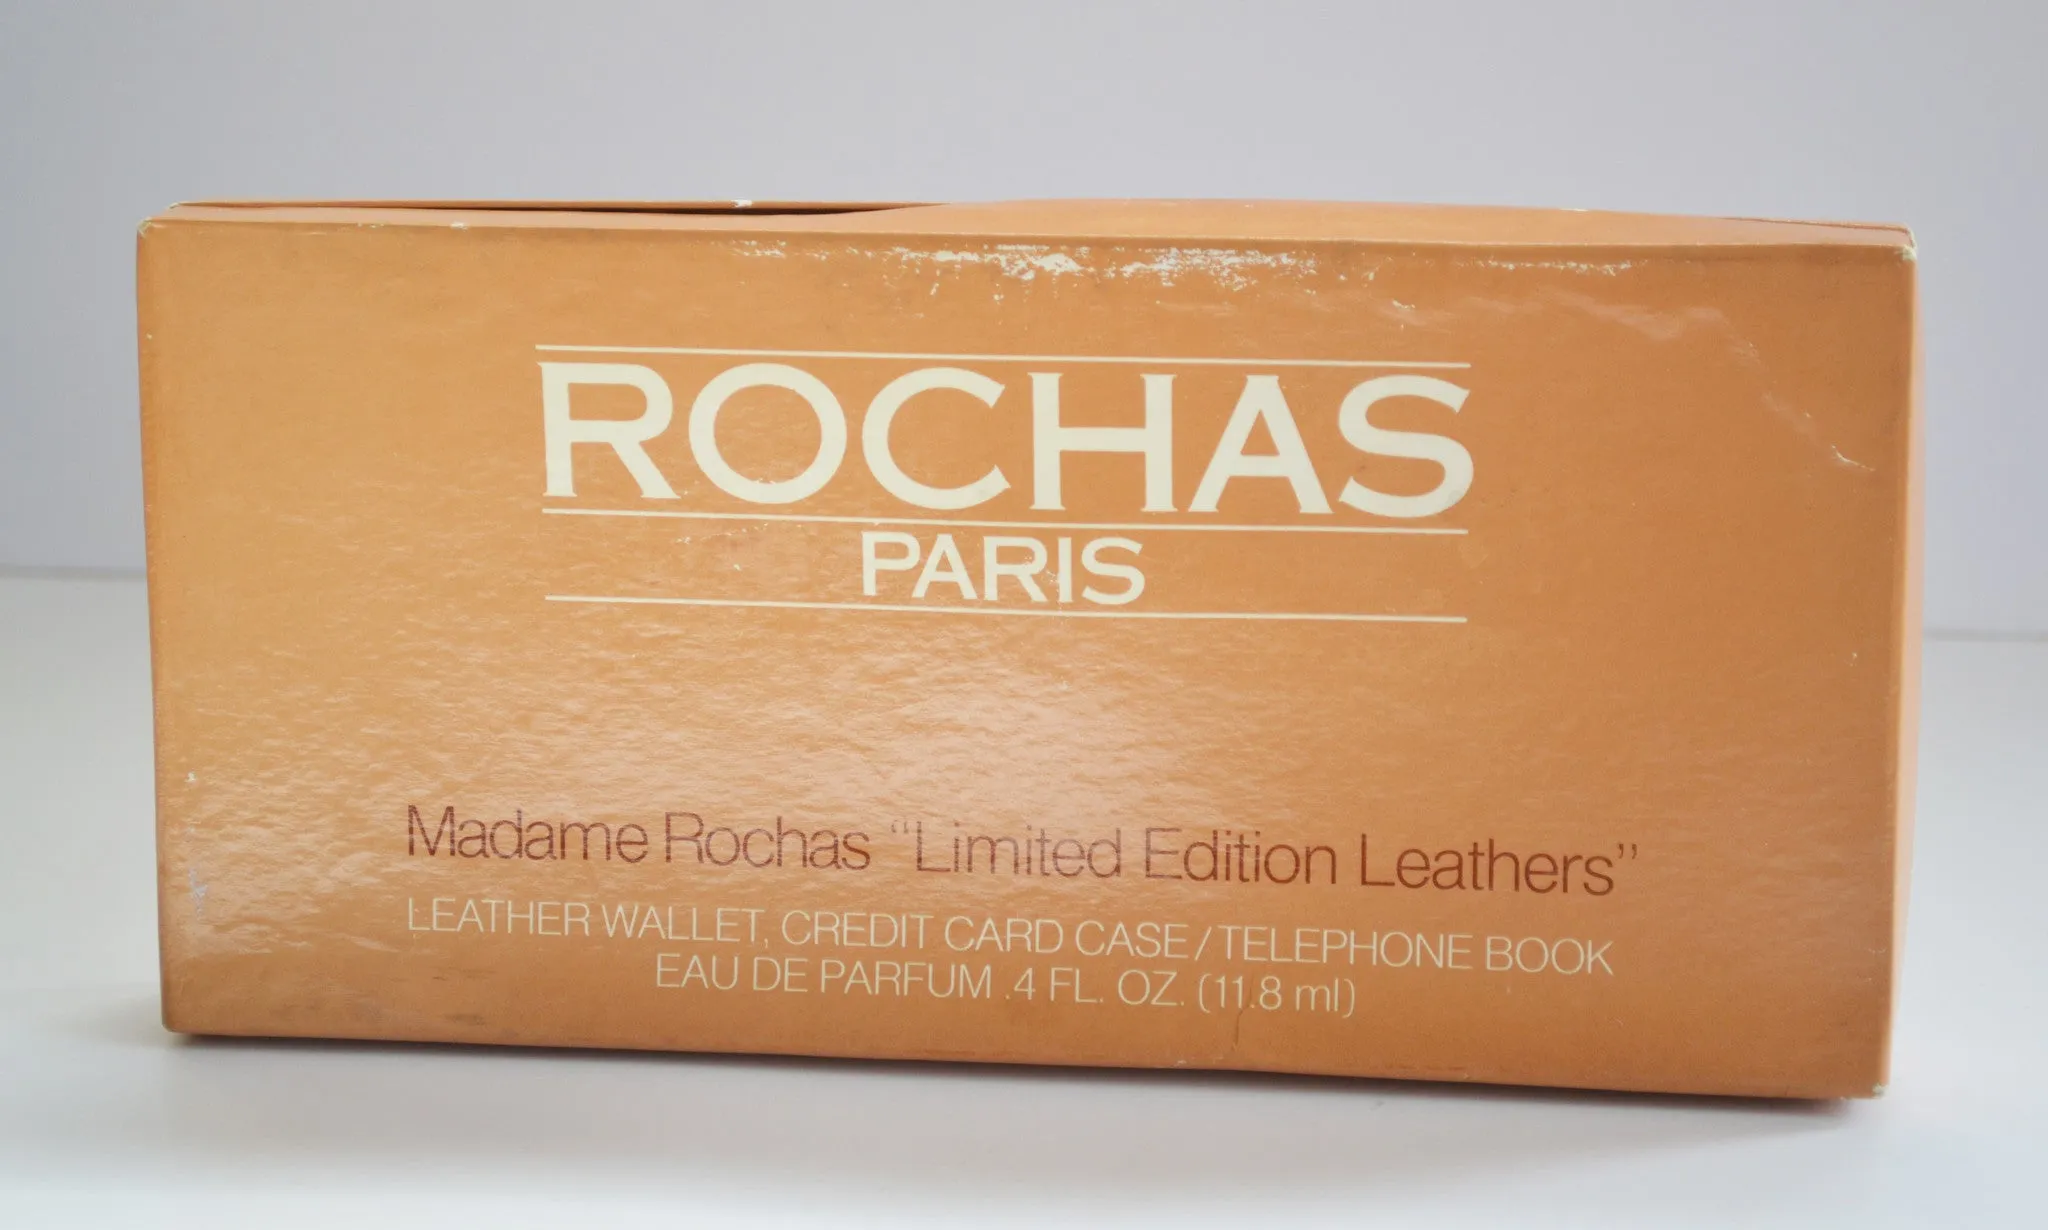 ROCHAS
PARIS
Madame Rochas “Limited Edition Leathers”
LEATHER WALLET, CREDIT CARD CASE/TELEPHONE BOOK
EAU DE PARFUM .4 FL. OZ. (11.8 ml)